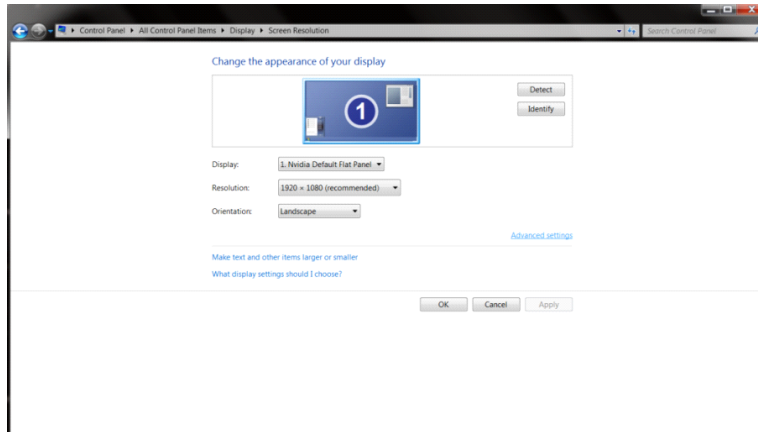 Control Panel ▸ All Control Panel Items ▸ Display ▸ Screen Resolution
Search Control Panel
Change the appearance of your display
1
Detect
Identify
Display: 1. Nvidia Default Flat Panel
Resolution: 1920 × 1080 (recommended)
Orientation: Landscape
Advanced settings
Make text and other items larger or smaller
What display settings should I choose?
OK Cancel Apply